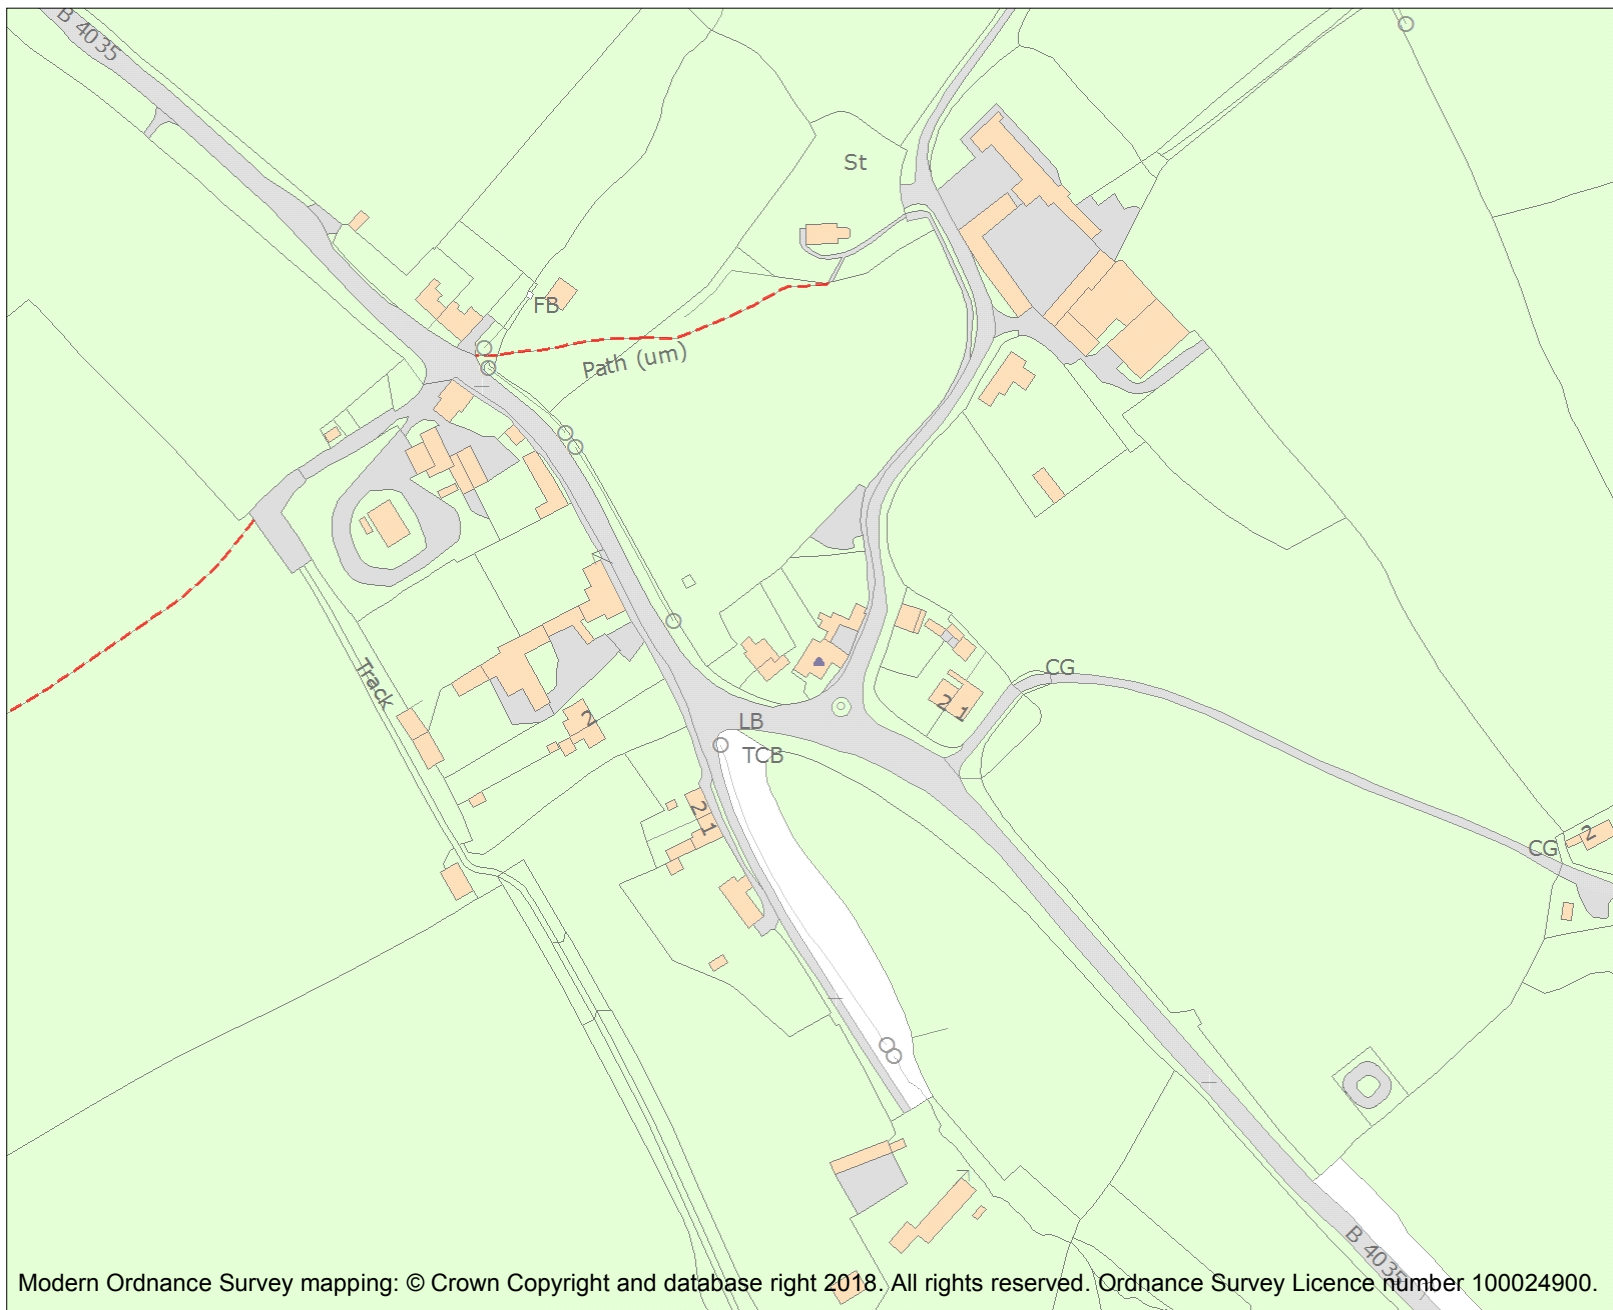 B 4035
St
FB
Path (um)
CG
Track
2 1
2
LB
TCB
2 1
2
CG
B 4035
Modern Ordnance Survey mapping: © Crown Copyright and database right 2018. All rights reserved. Ordnance Survey Licence number 100024900.